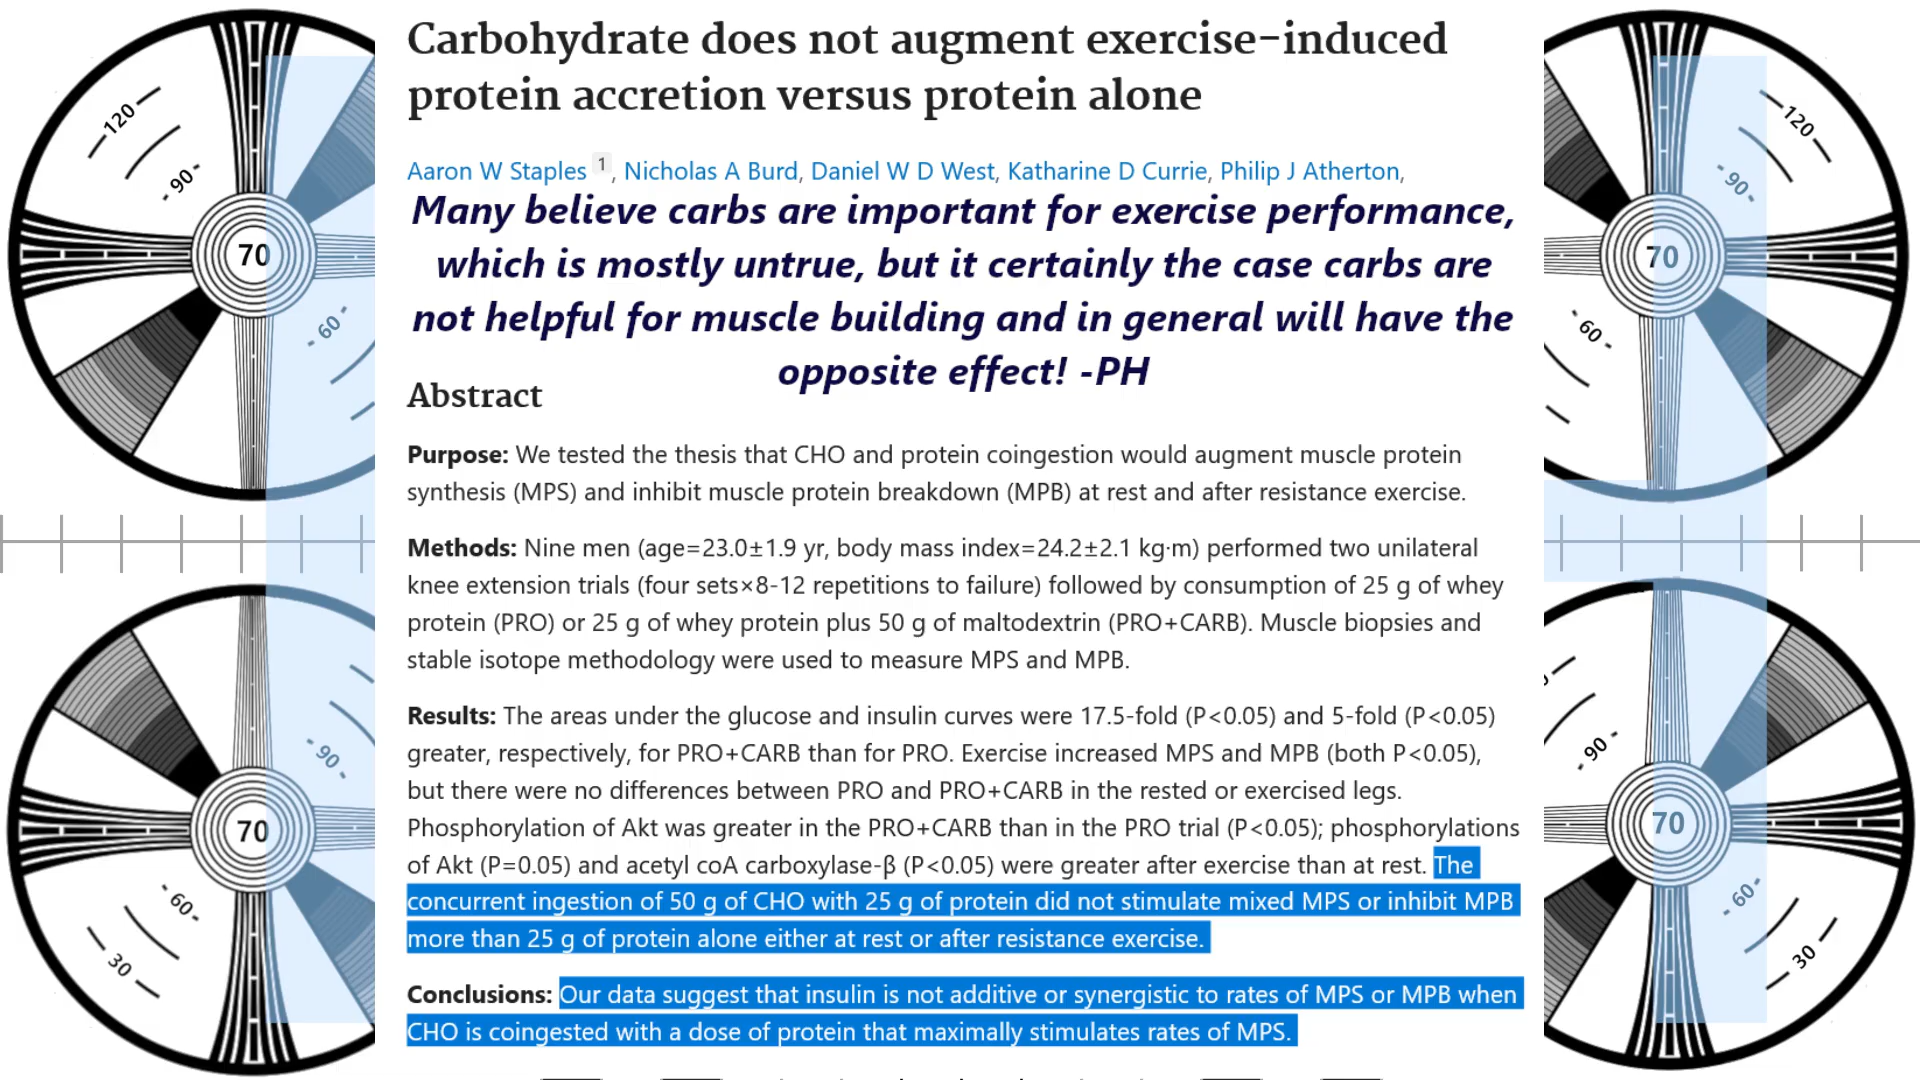 Carbohydrate does not augment exercise-induced
protein accretion versus protein alone
Aaron W Staples 1, Nicholas A Burd, Daniel W D West, Katharine D Currie, Philip J Atherton,
Many believe carbs are important for exercise performance,
which is mostly untrue, but it certainly the case carbs are
not helpful for muscle building and in general will have the
opposite effect! -PH
Abstract
Purpose: We tested the thesis that CHO and protein coingestion would augment muscle protein
synthesis (MPS) and inhibit muscle protein breakdown (MPB) at rest and after resistance exercise.
Methods: Nine men (age=23.0±1.9 yr, body mass index=24.2±2.1 kg·m) performed two unilateral
knee extension trials (four sets×8-12 repetitions to failure) followed by consumption of 25 g of whey
protein (PRO) or 25 g of whey protein plus 50 g of maltodextrin (PRO+CARB). Muscle biopsies and
stable isotope methodology were used to measure MPS and MPB.
Results: The areas under the glucose and insulin curves were 17.5-fold (P<0.05) and 5-fold (P<0.05)
greater, respectively, for PRO+CARB than for PRO. Exercise increased MPS and MPB (both P<0.05),
but there were no differences between PRO and PRO+CARB in the rested or exercised legs.
Phosphorylation of Akt was greater in the PRO+CARB than in the PRO trial (P<0.05); phosphorylations
of Akt (P=0.05) and acetyl coA carboxylase-β (P<0.05) were greater after exercise than at rest. The
concurrent ingestion of 50 g of CHO with 25 g of protein did not stimulate mixed MPS or inhibit MPB
more than 25 g of protein alone either at rest or after resistance exercise.
Conclusions: Our data suggest that insulin is not additive or synergistic to rates of MPS or MPB when
CHO is coingested with a dose of protein that maximally stimulates rates of MPS.
120
- 90 -
70
- 60 -
120
- 90 -
70
- 60 -
- 90 -
70
- 60 -
30
- 90 -
70
- 60 -
30